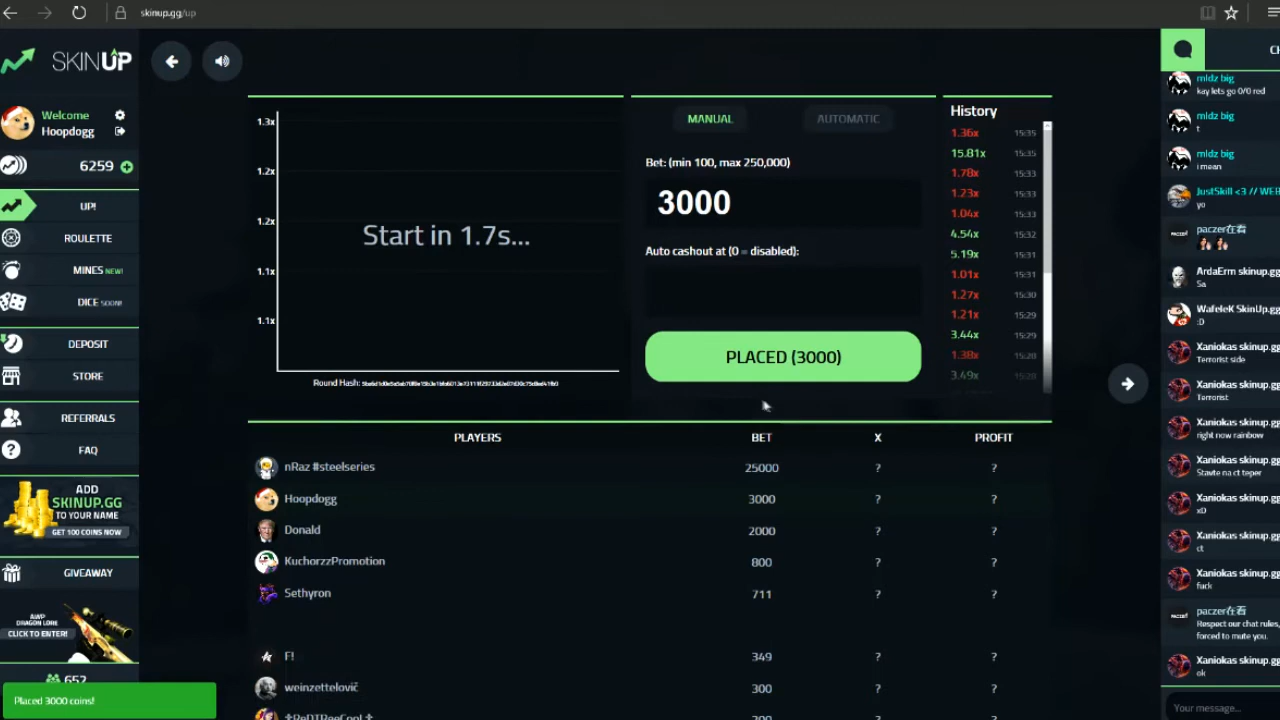 skinup.gg/up
SKINUP
Welcome
Hoopdogg
6259
UP!
ROULETTE
MINES NEW!
DICE SOON!
DEPOSIT
STORE
REFERRALS
FAQ
ADD
SKINUP.GG
TO YOUR NAME
GET 100 COINS NOW
GIVEAWAY
AWP
DRAGON LORE
CLICK TO ENTER!
652
Placed 3000 coins!
1.3x
1.2x
1.2x
1.1x
1.1x
Start in 1.7s...
Round Hash:
MANUAL
AUTOMATIC
Bet: (min 100, max 250,000)
3000
Auto cashout at (0 = disabled):
PLACED (3000)
History
1.36x 15:35
15.81x 15:35
1.78x 15:33
1.23x 15:33
1.04x 15:33
4.54x 15:32
5.19x 15:31
1.01x 15:31
1.27x 15:30
1.21x 15:29
3.44x 15:29
1.38x 15:28
3.49x 15:28
PLAYERS BET X PROFIT
nRaz #steelseries 25000 ? ?
Hoopdogg 3000 ? ?
Donald 2000 ? ?
KuchorzzPromotion 800 ? ?
Sethyron 711 ? ?
F! 349 ? ?
weinzettelovič 300 ? ?
CH
mldz big
kay lets go 0/0 red
mldz big
t
mldz big
i mean
JustSkill <3 // WEB
yo
paczer在看
ArdaErm skinup.gg
Sa
WafeleK SkinUp.gg
:D
Xaniokas skinup.gg
Terrorist side
Xaniokas skinup.gg
Terrorist
Xaniokas skinup.gg
right now rainbow
Xaniokas skinup.gg
Stavte na ct teper
Xaniokas skinup.gg
xD
Xaniokas skinup.gg
ct
Xaniokas skinup.gg
fuck
paczer在看
Respect our chat rules,
forced to mute you.
Xaniokas skinup.gg
ok
Your message...